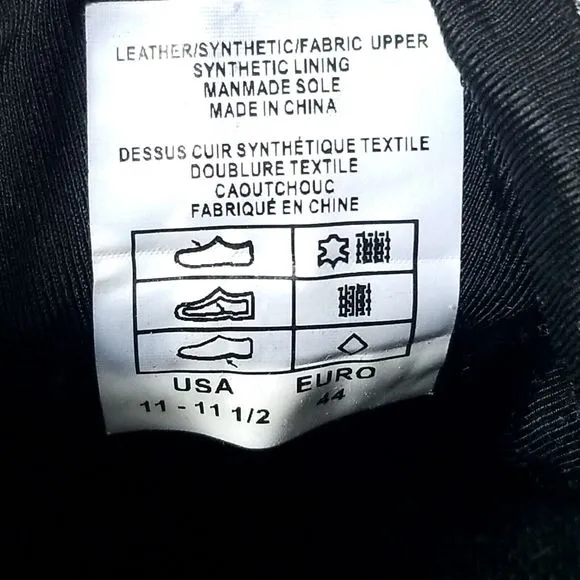 LEATHER/SYNTHETIC/FABRIC UPPER
SYNTHETIC LINING
MANMADE SOLE
MADE IN CHINA
DESSUS CUIR SYNTHÉTIQUE TEXTILE
DOUBLURE TEXTILE
CAOUTCHOUC
FABRIQUÉ EN CHINE
USA EURO
11 - 11 1/2 44